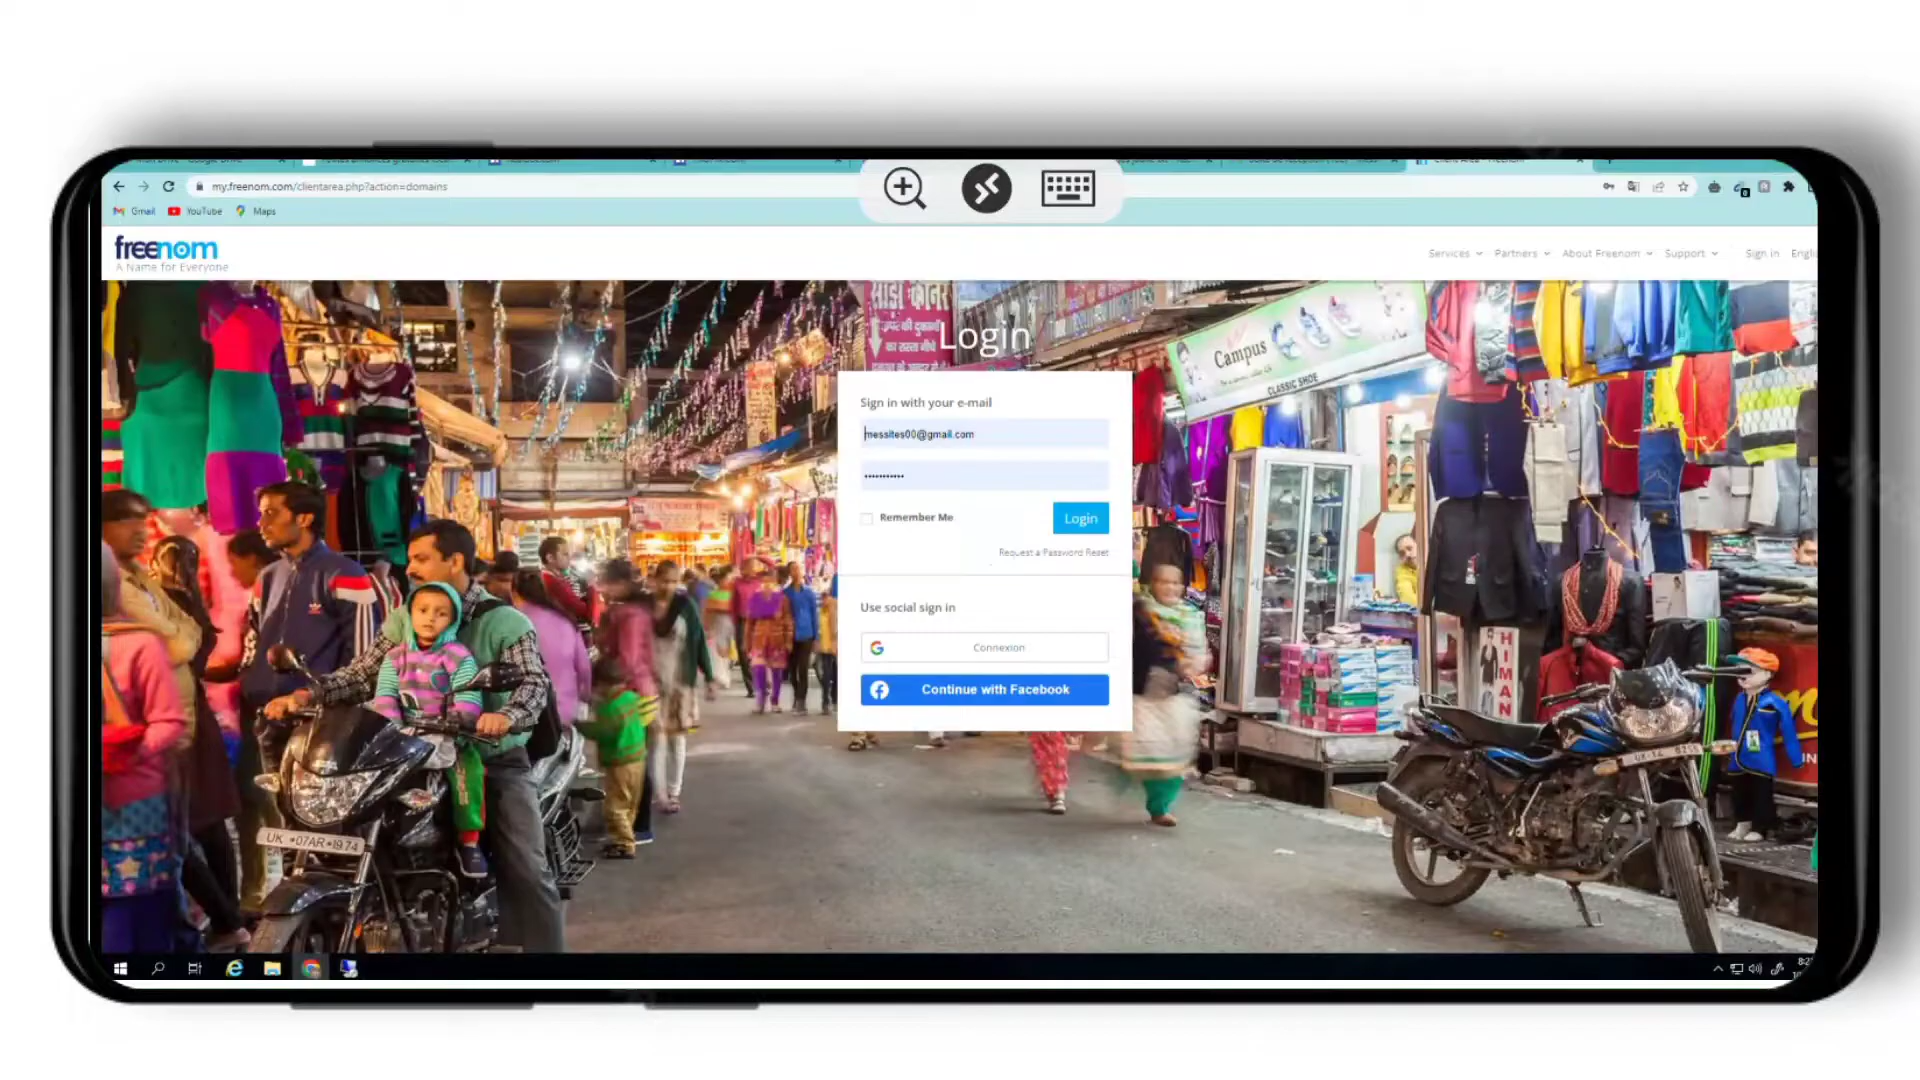 my.freenom.com/clientarea.php?action=domains
Gmail YouTube Maps
freenom
A Name for Everyone
Services Partners About Freenom Support Sign in
Login
Sign in with your e-mail
messites00@gmail.com
Remember Me
Login
Request a Password Reset
Use social sign in
Connexion
Continue with Facebook
Campus
CLASSIC SHOE
HIMAN
UK*07AR*1974